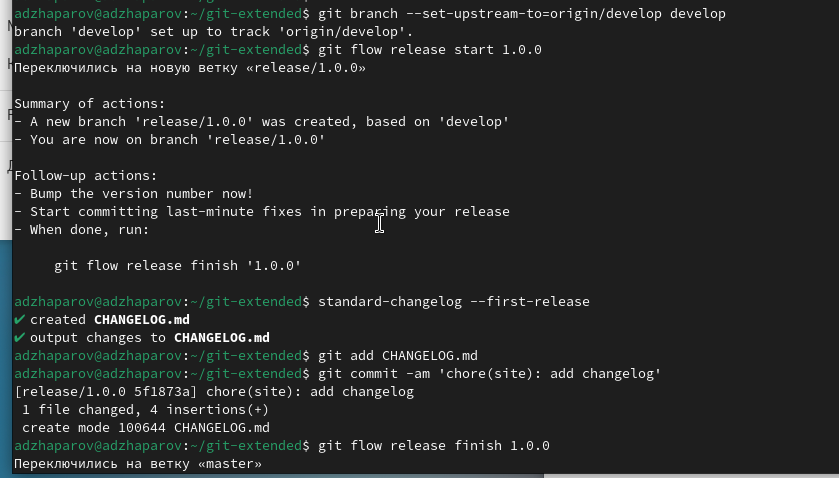 adzhaparov@adzhaparov:~/git-extended$ git branch --set-upstream-to=origin/develop develop
branch 'develop' set up to track 'origin/develop'.
adzhaparov@adzhaparov:~/git-extended$ git flow release start 1.0.0
Переключились на новую ветку «release/1.0.0»
Summary of actions:
- A new branch 'release/1.0.0' was created, based on 'develop'
- You are now on branch 'release/1.0.0'
Follow-up actions:
- Bump the version number now!
- Start committing last-minute fixes in preparing your release
- When done, run:
git flow release finish '1.0.0'
adzhaparov@adzhaparov:~/git-extended$ standard-changelog --first-release
✔ created CHANGELOG.md
✔ output changes to CHANGELOG.md
adzhaparov@adzhaparov:~/git-extended$ git add CHANGELOG.md
adzhaparov@adzhaparov:~/git-extended$ git commit -am 'chore(site): add changelog'
[release/1.0.0 5f1873a] chore(site): add changelog
1 file changed, 4 insertions(+)
create mode 100644 CHANGELOG.md
adzhaparov@adzhaparov:~/git-extended$ git flow release finish 1.0.0
Переключились на ветку «master»